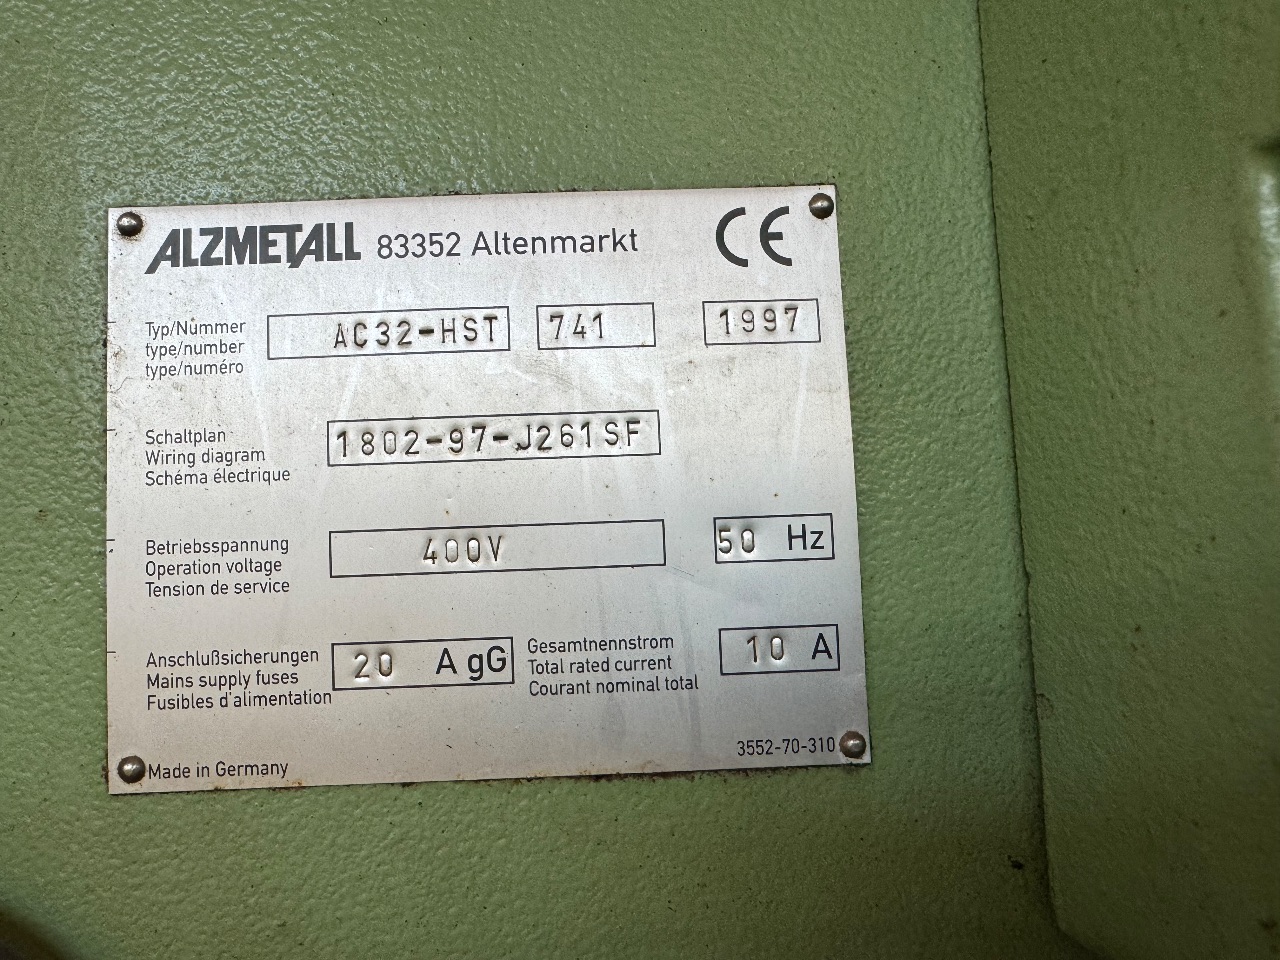 ALZMETALL 83352 Altenmarkt CE
Typ/Nummer
type/number
type/numéro
AC32-HST 741 1997
Schaltplan
Wiring diagram
Schéma électrique
1802-97-J261SF
Betriebsspannung
Operation voltage
Tension de service
400V 50 Hz
Anschlußsicherungen
Mains supply fuses
Fusibles d'alimentation
20 A gG
Gesamtnennstrom
Total rated current
Courant nominal total
10 A
3552-70-310
Made in Germany